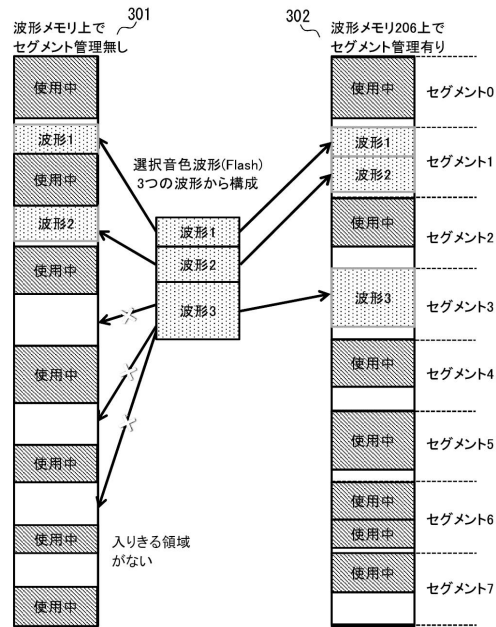 波形メモリ上で
セグメント管理無し
301
302
波形メモリ206上で
セグメント管理有り
使用中
波形1
使用中
波形2
使用中
使用中
使用中
使用中
使用中
選択音色波形(Flash)
3つの波形から構成
波形1
波形2
波形3
入りきる領域
がない
使用中
波形1
波形2
使用中
波形3
使用中
使用中
使用中
使用中
使用中
セグメント0
セグメント1
セグメント2
セグメント3
セグメント4
セグメント5
セグメント6
セグメント7